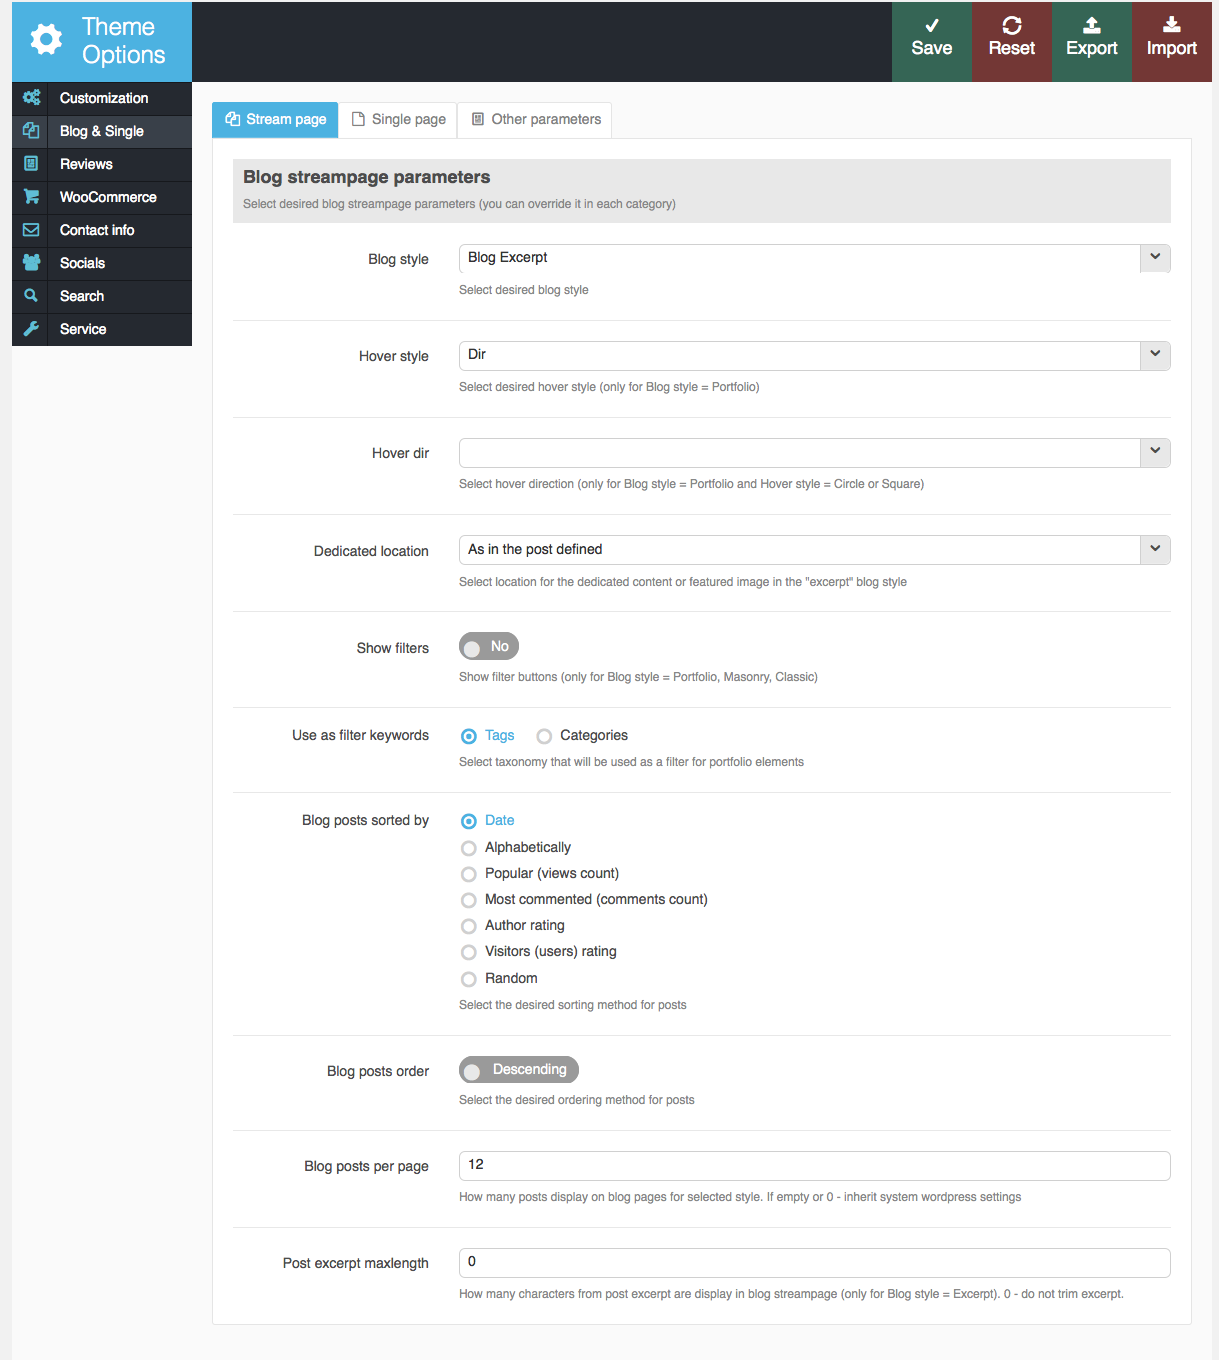 Theme
Options
Save
Reset
Export
Import
Customization
Blog & Single
Reviews
WooCommerce
Contact info
Socials
Search
Service
Stream page
Single page
Other parameters
Blog streampage parameters
Select desired blog streampage parameters (you can override it in each category)
Blog style
Blog Excerpt
Select desired blog style
Hover style
Dir
Select desired hover style (only for Blog style = Portfolio)
Hover dir
Select hover direction (only for Blog style = Portfolio and Hover style = Circle or Square)
Dedicated location
As in the post defined
Select location for the dedicated content or featured image in the "excerpt" blog style
Show filters
No
Show filter buttons (only for Blog style = Portfolio, Masonry, Classic)
Use as filter keywords
Tags
Categories
Select taxonomy that will be used as a filter for portfolio elements
Blog posts sorted by
Date
Alphabetically
Popular (views count)
Most commented (comments count)
Author rating
Visitors (users) rating
Random
Select the desired sorting method for posts
Blog posts order
Descending
Select the desired ordering method for posts
Blog posts per page
12
How many posts display on blog pages for selected style. If empty or 0 - inherit system wordpress settings
Post excerpt maxlength
0
How many characters from post excerpt are display in blog streampage (only for Blog style = Excerpt). 0 - do not trim excerpt.